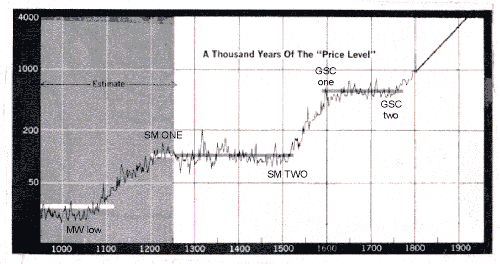 4000
A Thousand Years Of The "Price Level"
GSC
one
1000
Estimate
GSC
two
200
SM ONE
SM TWO
50
MW low
1000 1100 1200 1300 1400 1500 1600 1700 1800 1900